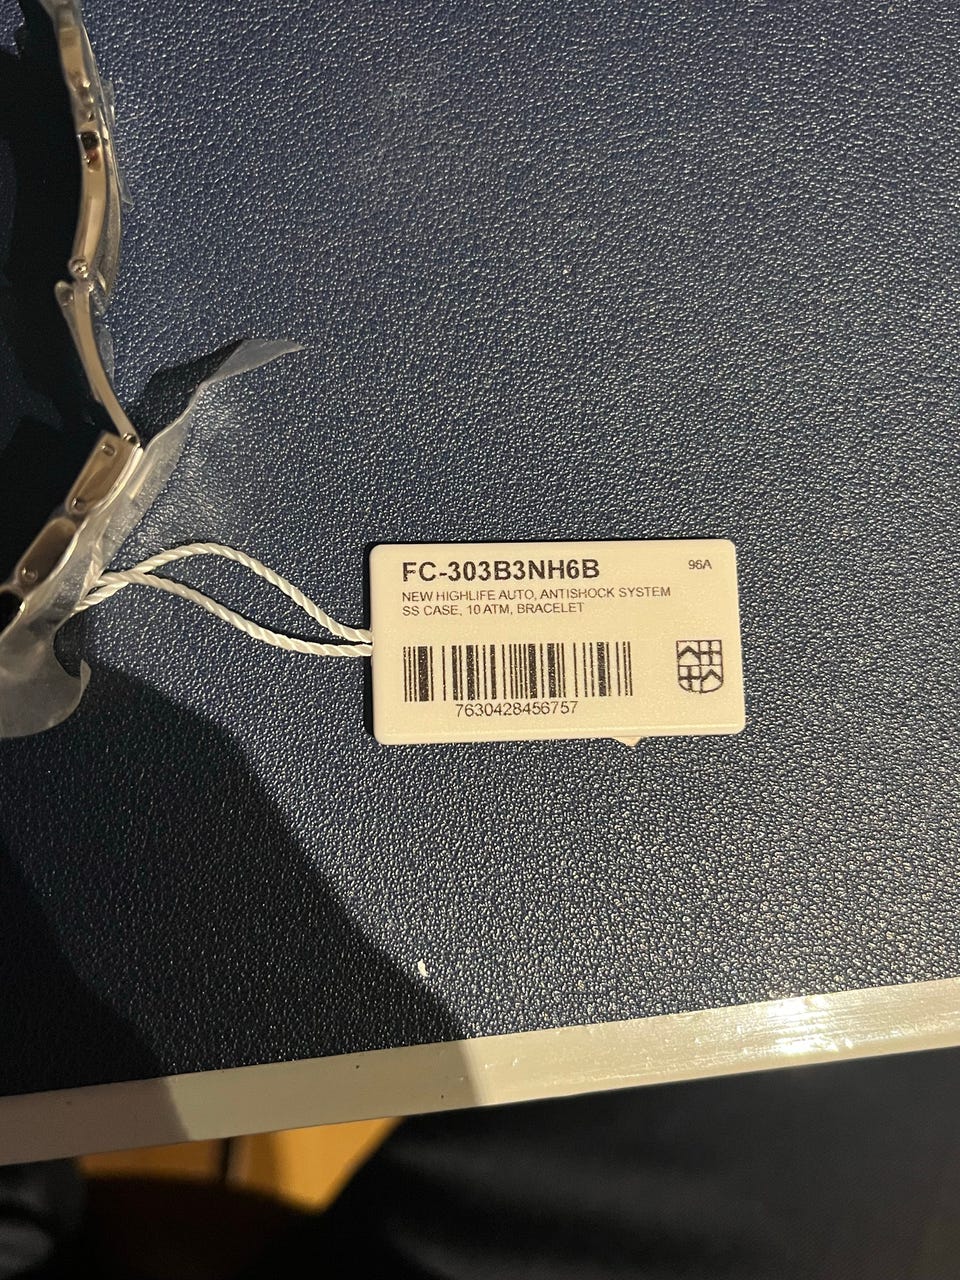 FC-303B3NH6B 96A
NEW HIGHLIFE AUTO, ANTISHOCK SYSTEM
SS CASE, 10 ATM, BRACELET
7630428456757